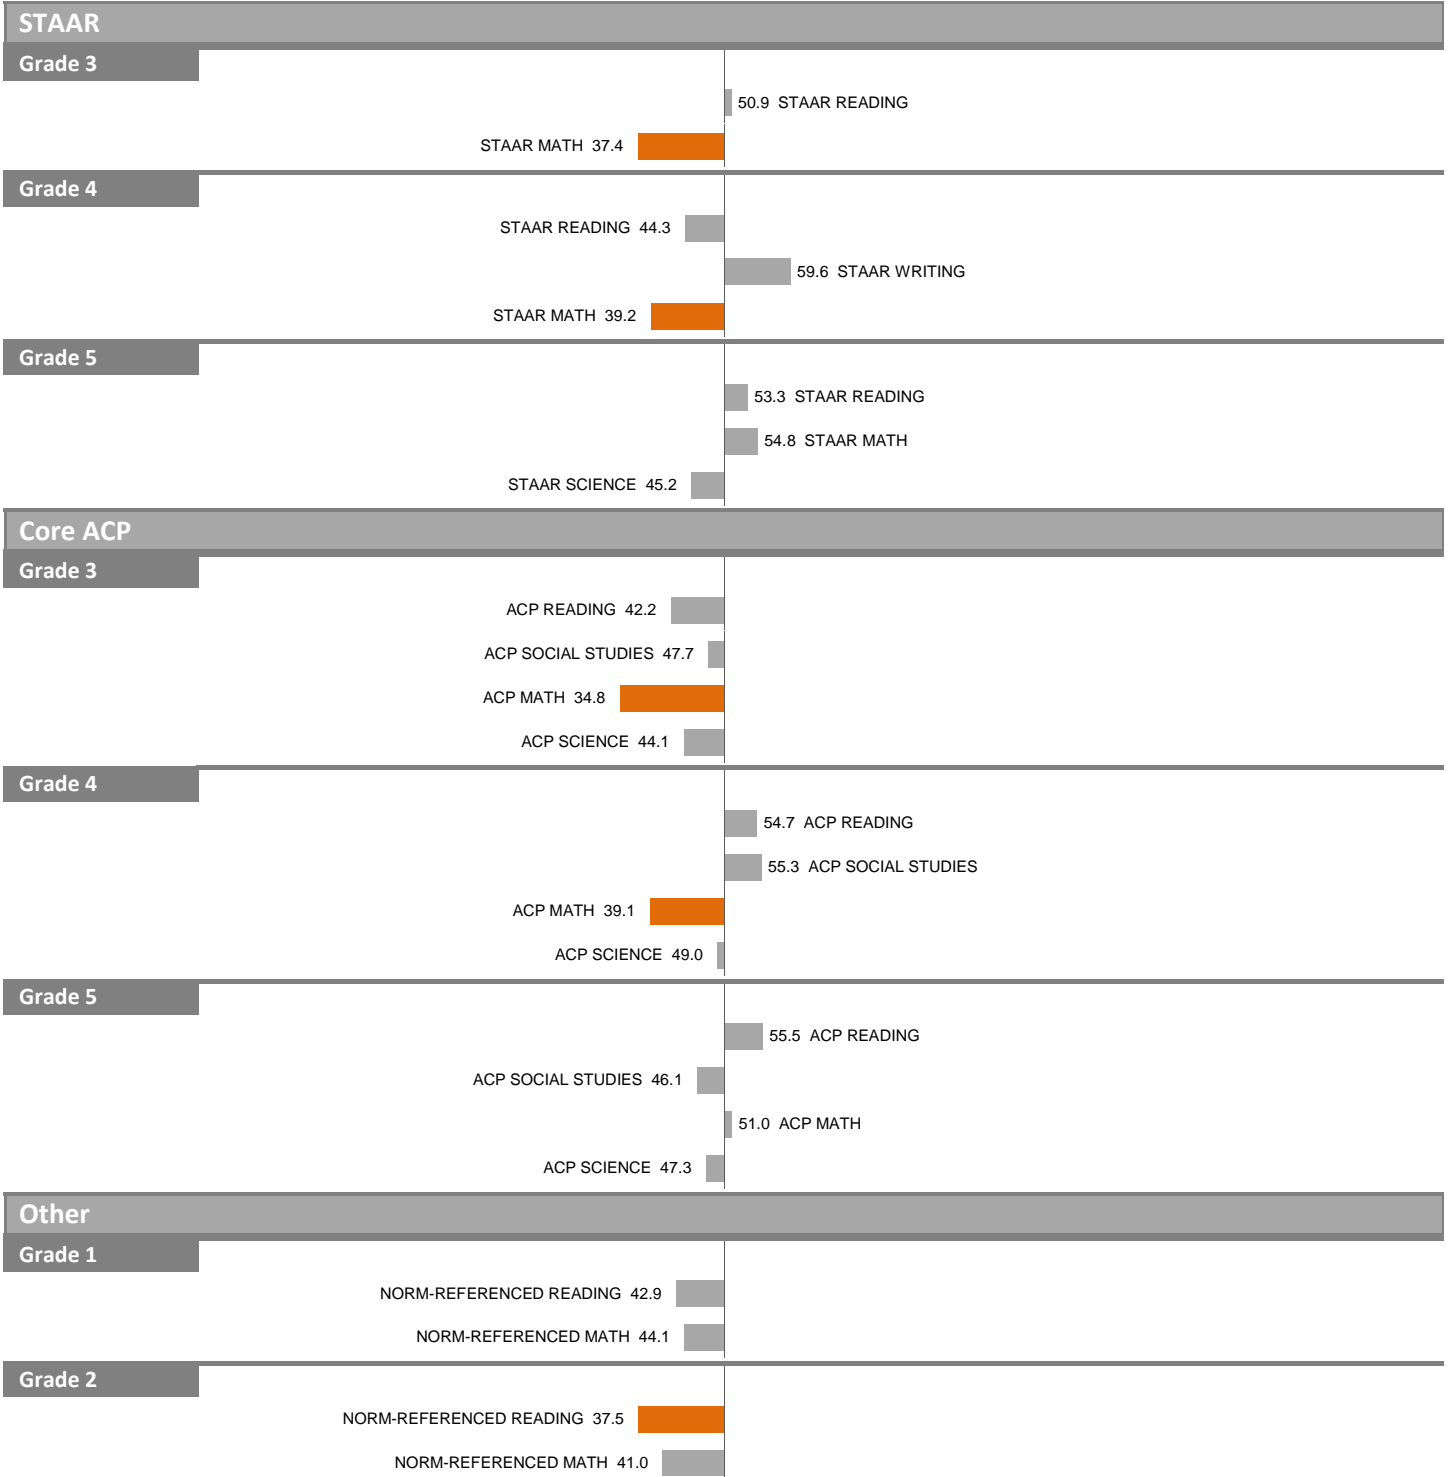 STAAR
Grade 3
50.9 STAAR READING
STAAR MATH 37.4
Grade 4
STAAR READING 44.3
59.6 STAAR WRITING
STAAR MATH 39.2
Grade 5
53.3 STAAR READING
54.8 STAAR MATH
STAAR SCIENCE 45.2
Core ACP
Grade 3
ACP READING 42.2
ACP SOCIAL STUDIES 47.7
ACP MATH 34.8
ACP SCIENCE 44.1
Grade 4
54.7 ACP READING
55.3 ACP SOCIAL STUDIES
ACP MATH 39.1
ACP SCIENCE 49.0
Grade 5
55.5 ACP READING
ACP SOCIAL STUDIES 46.1
51.0 ACP MATH
ACP SCIENCE 47.3
Other
Grade 1
NORM-REFERENCED READING 42.9
NORM-REFERENCED MATH 44.1
Grade 2
NORM-REFERENCED READING 37.5
NORM-REFERENCED MATH 41.0